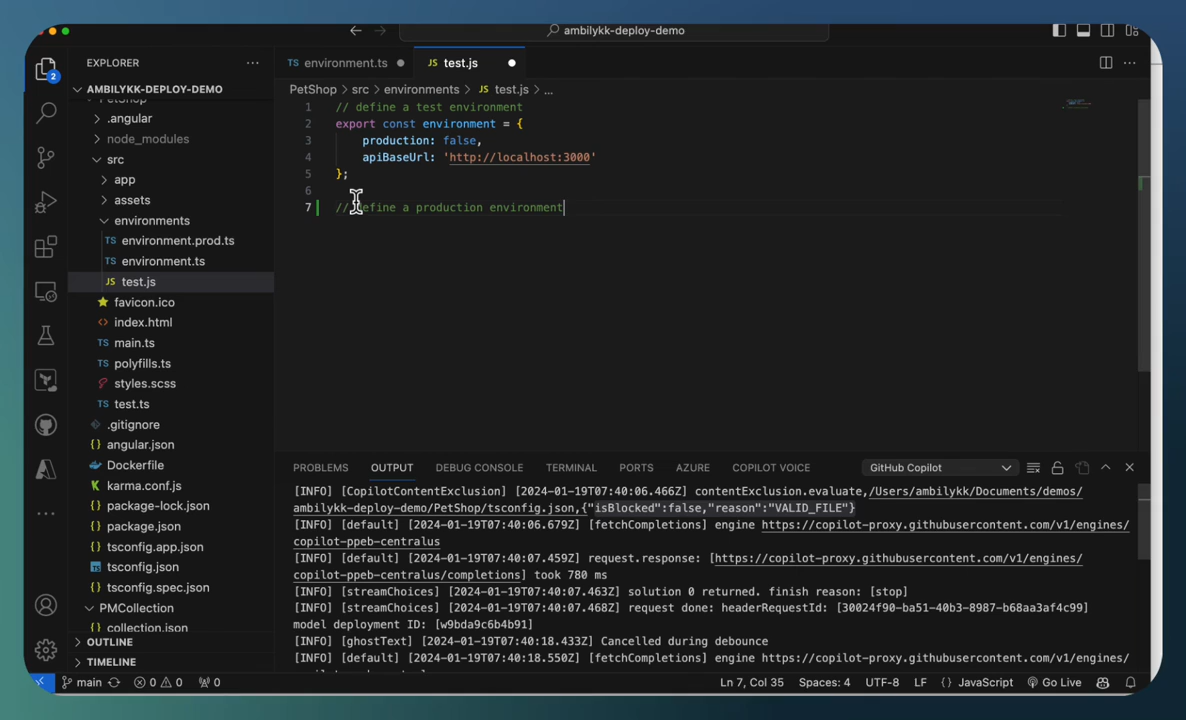 ambilykk-deploy-demo
EXPLORER
environment.ts
test.js
2
AMBILYKK-DEPLOY-DEMO
PetShop
.angular
node_modules
src
app
assets
environments
TS environment.prod.ts
TS environment.ts
JS test.js
favicon.ico
<> index.html
TS main.ts
TS polyfills.ts
styles.scss
TS test.ts
.gitignore
{} angular.json
Dockerfile
karma.conf.js
{} package-lock.json
{} package.json
{} tsconfig.app.json
tsconfig.json
{} tsconfig.spec.json
PMCollection
{} collection.json
OUTLINE
TIMELINE
PetShop > src > environments > JS test.js > ...
1 // define a test environment
2 export const environment = {
3 production: false,
4 apiBaseUrl: 'http://localhost:3000'
5 };
6
7 // define a production environment
PROBLEMS OUTPUT DEBUG CONSOLE TERMINAL PORTS AZURE COPILOT VOICE GitHub Copilot
[INFO] [CopilotContentExclusion] [2024-01-19T07:40:06.466Z] contentExclusion.evaluate,/Users/ambilykk/Documents/demos/
ambilykk-deploy-demo/PetShop/tsconfig.json,{"isBlocked":false,"reason":"VALID_FILE"}
[INFO] [default] [2024-01-19T07:40:06.679Z] [fetchCompletions] engine https://copilot-proxy.githubusercontent.com/v1/engines/
copilot-ppeb-centralus
[INFO] [default] [2024-01-19T07:40:07.459Z] request.response: [https://copilot-proxy.githubusercontent.com/v1/engines/
copilot-ppeb-centralus/completions] took 780 ms
[INFO] [streamChoices] [2024-01-19T07:40:07.463Z] solution 0 returned. finish reason: [stop]
[INFO] [streamChoices] [2024-01-19T07:40:07.468Z] request done: headerRequestId: [30024f90-ba51-40b3-8987-b68aa3af4c99]
model deployment ID: [w9bda9c6b4b91]
[INFO] [ghostText] [2024-01-19T07:40:18.433Z] Cancelled during debounce
[INFO] [default] [2024-01-19T07:40:18.550Z] [fetchCompletions] engine https://copilot-proxy.githubusercontent.com/v1/engines/
main 0 0 0 Ln 7, Col 35 Spaces: 4 UTF-8 LF {} JavaScript Go Live